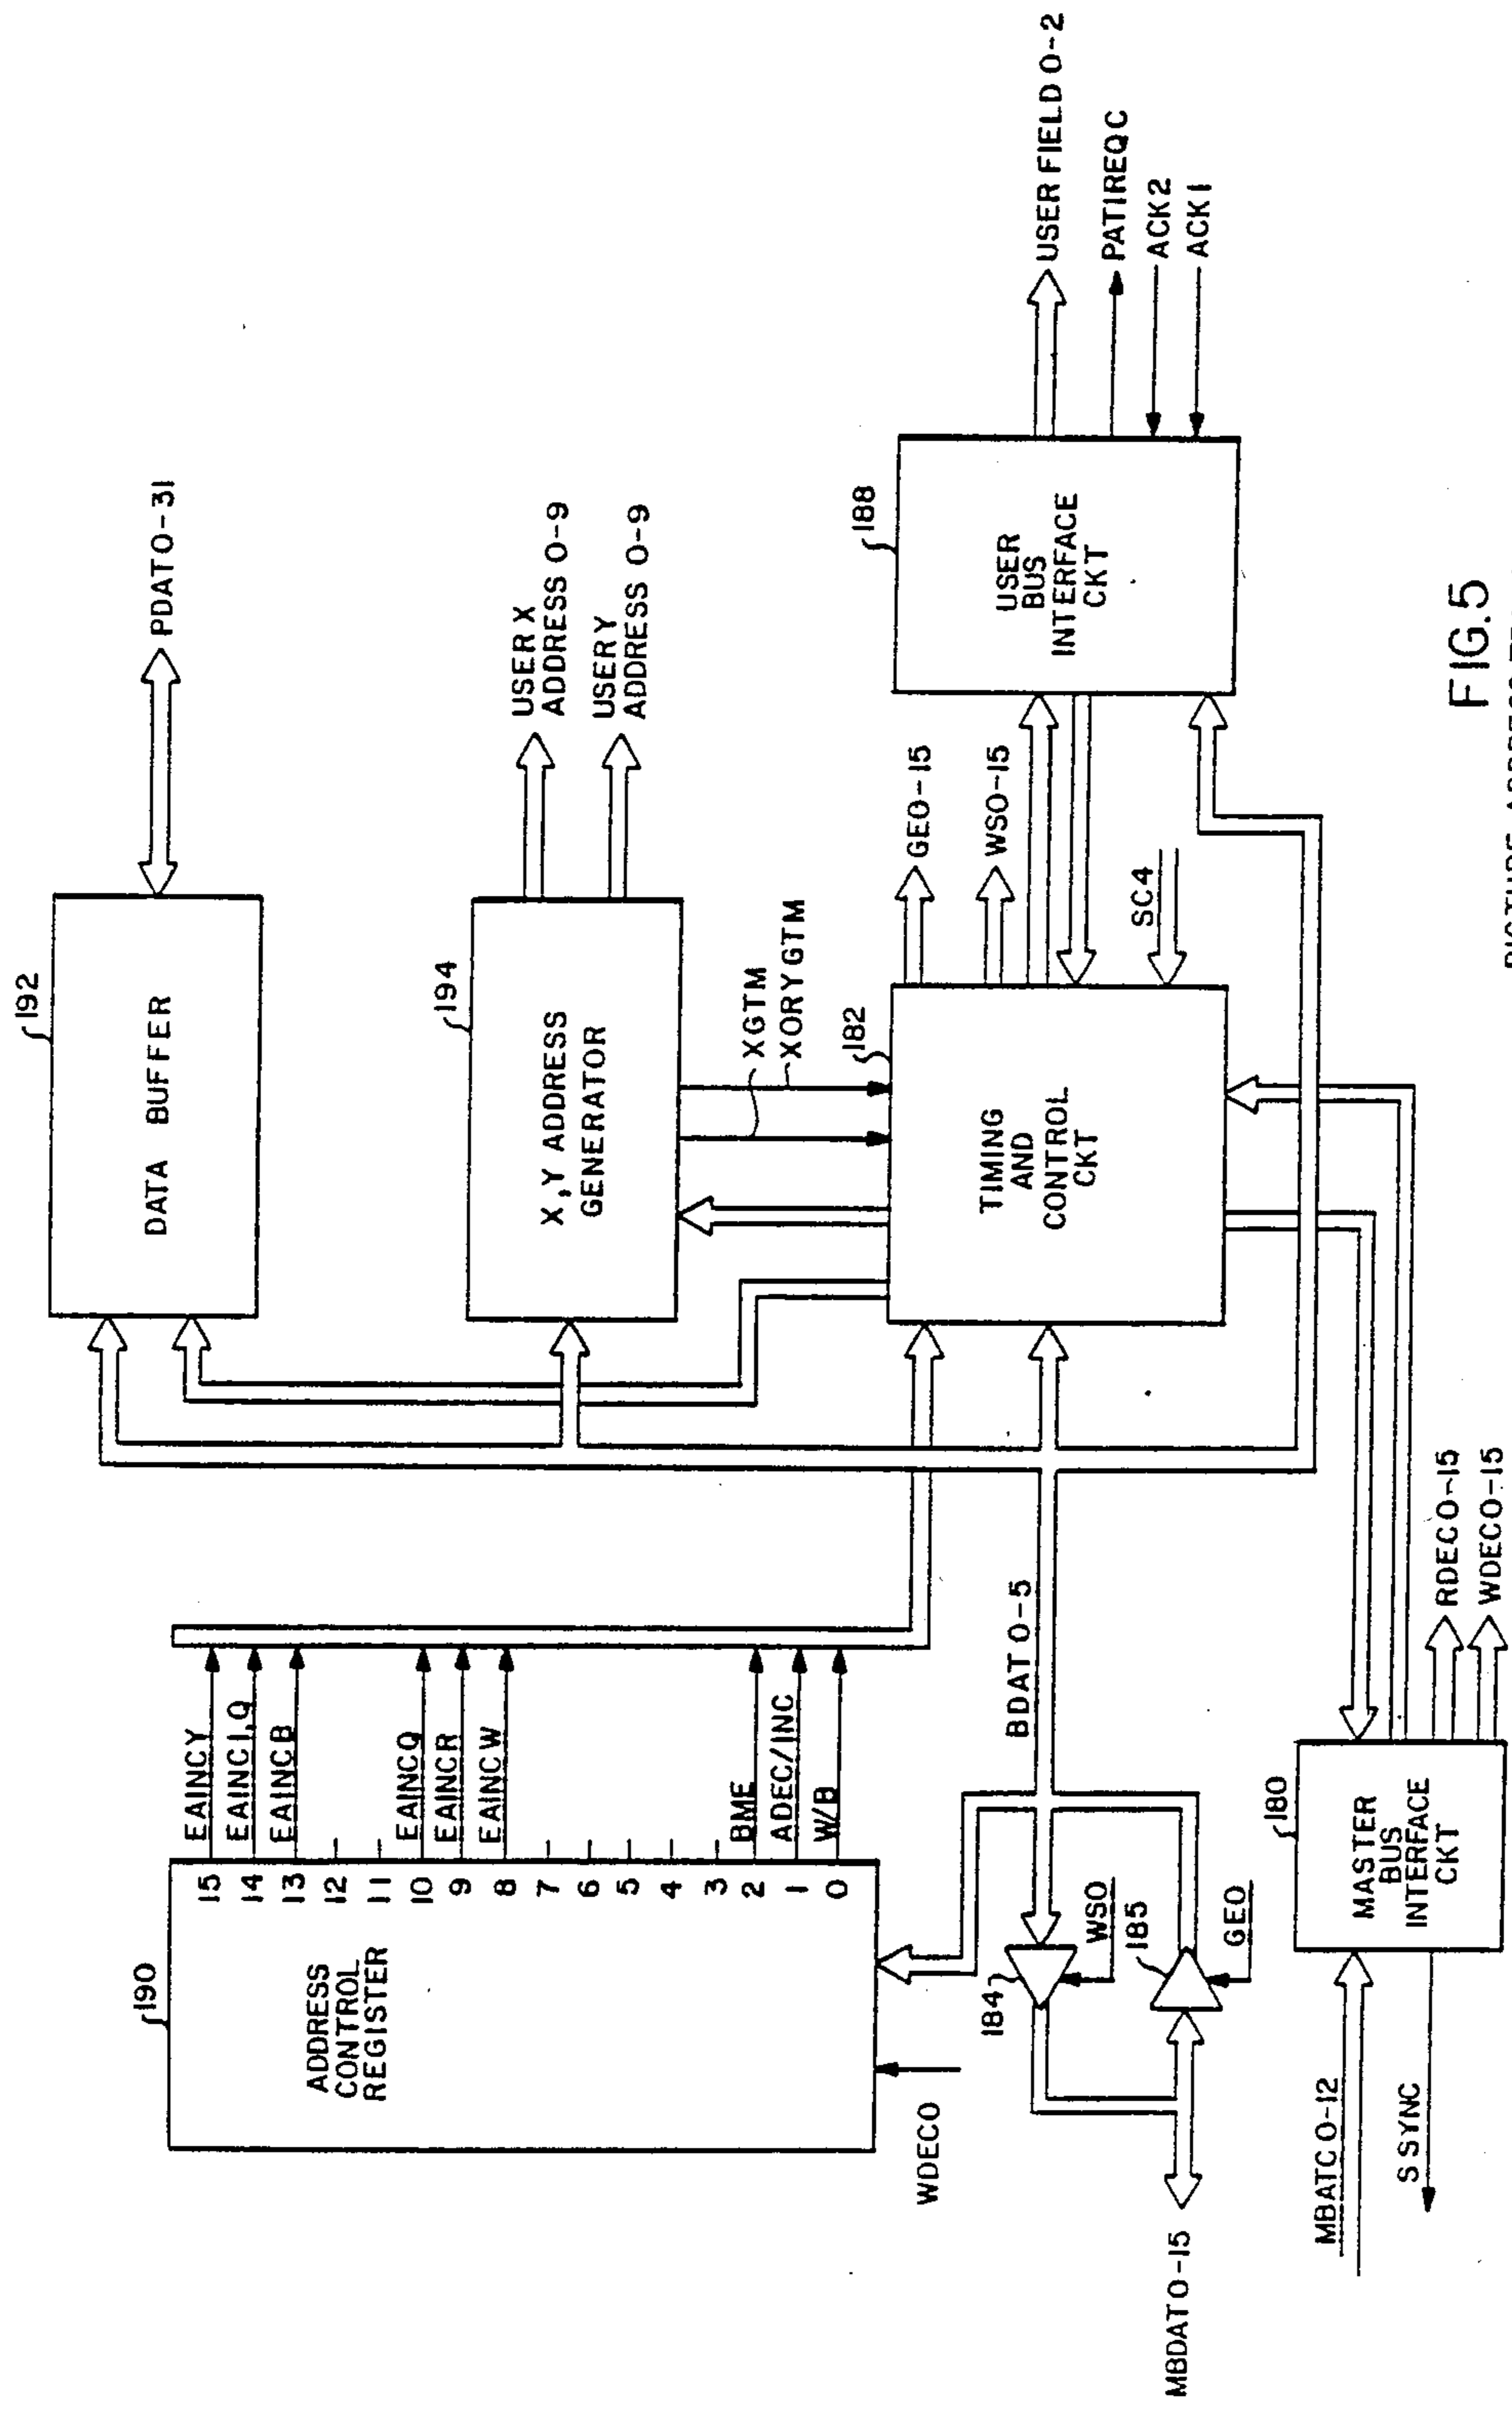 192
DATA BUFFER
PDAT0-31
194
X,Y ADDRESS
GENERATOR
USER X
ADDRESS 0-9
USER Y
ADDRESS 0-9
XGTM
XORYGTM
190
ADDRESS
CONTROL
REGISTER
15
14
13
12
11
10
9
8
7
6
5
4
3
2
1
0
EAINCY
EAINCI,Q
EAINCB
EAINCQ
EAINCR
EAINCW
BME
ADEC/INC
W/B
WDECO
182
TIMING
AND
CONTROL
CKT
GEO-15
WSO-15
SC4
188
USER
BUS
INTERFACE
CKT
USER FIELD 0-2
PATIREQC
ACK2
ACK1
BDAT 0-5
184
WSO
185
GEO
MBDAT0-15
180
MASTER
BUS
INTERFACE
CKT
MBATC 0-12
S SYNC
RDECO-15
WDECO-15
FIG.5